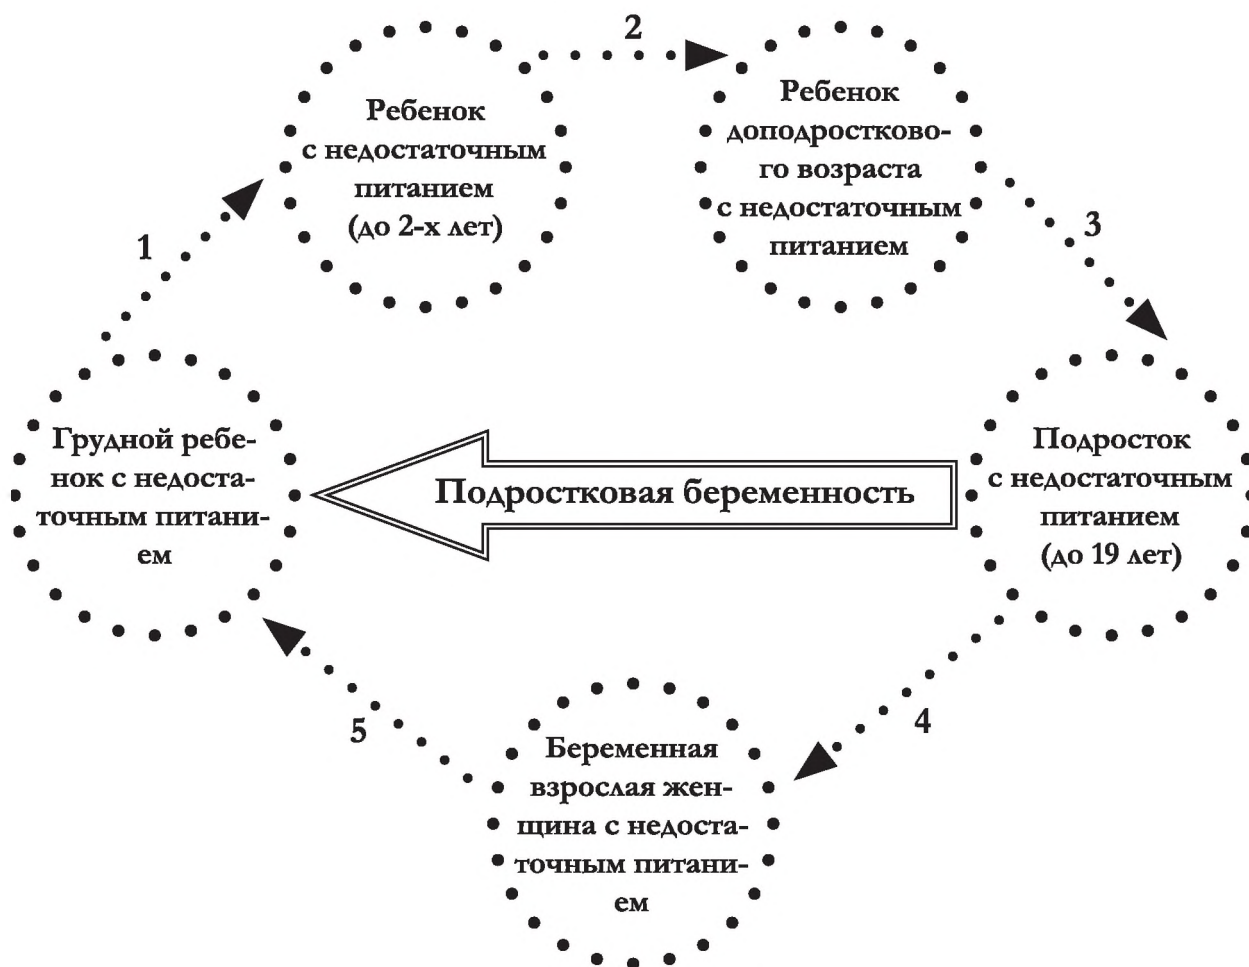 2
Ребенок
с недостаточным
питанием
(до 2-х лет)
Ребенок
доподростково-
го возраста
с недостаточным
питанием
1
3
Грудной ребе-
нок с недоста-
точным питани-
ем
Подростковая беременность
Подросток
с недостаточным
питанием
(до 19 лет)
5
4
Беременная
взрослая жен-
щина с недоста-
точным питани-
ем